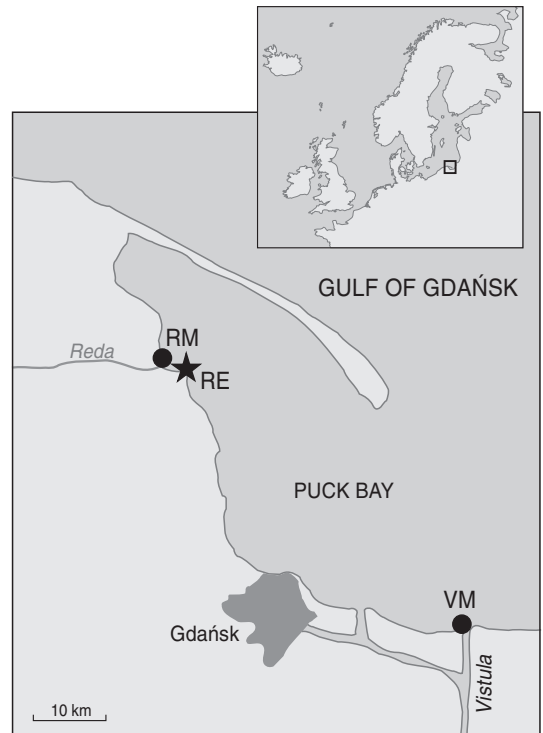 GULF OF GDAŃSK
RM
Reda
RE
PUCK BAY
VM
Gdańsk
Vistula
10 km